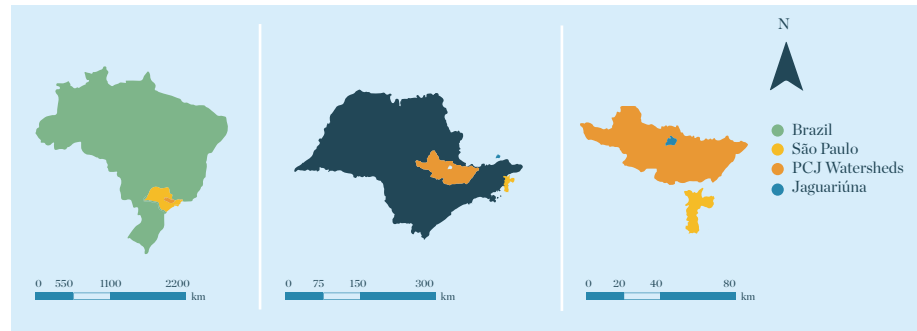 N
Brazil
São Paulo
PCJ Watersheds
Jaguariúna
0 550 1100 2200
km
0 75 150 300
km
0 20 40 80
km